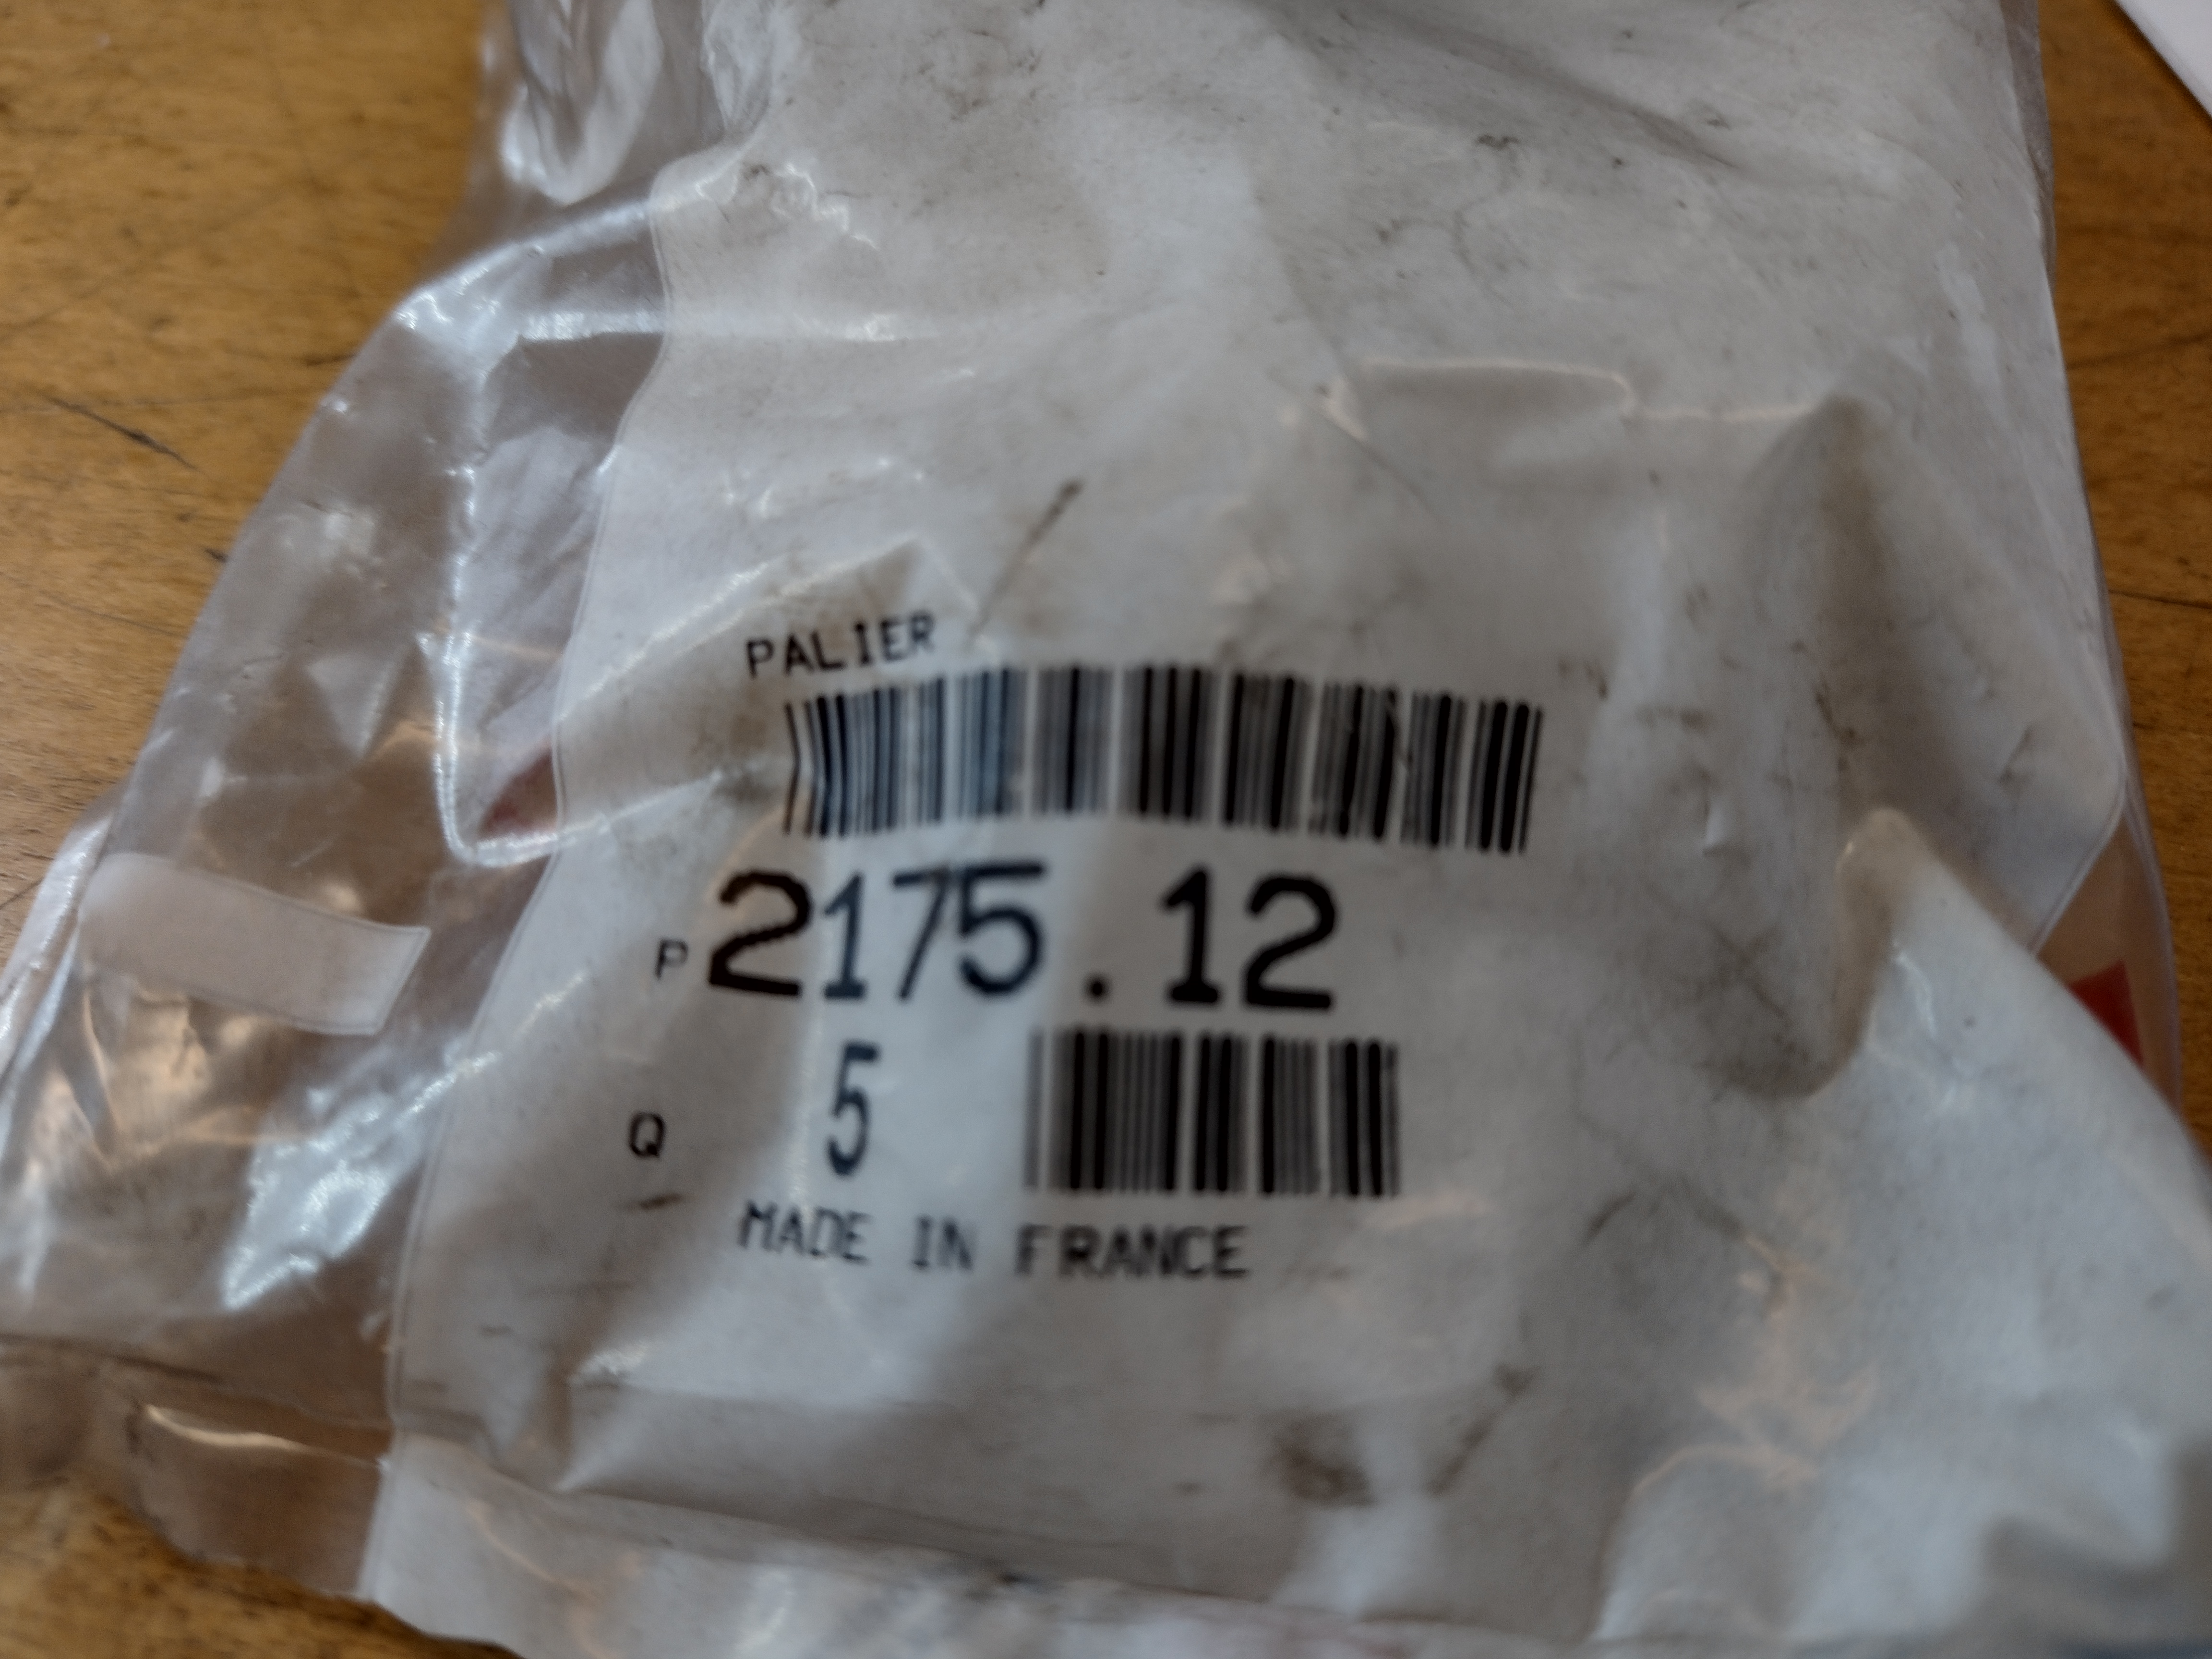 PALIER
P 2175.12
Q 5
MADE IN FRANCE